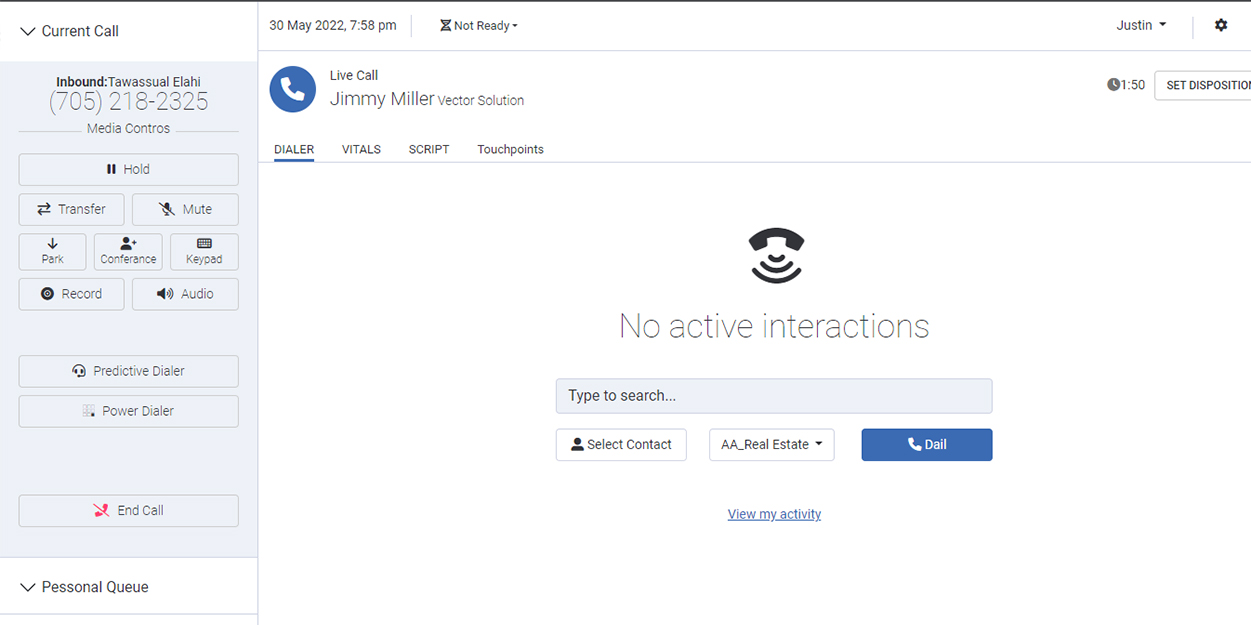 Current Call
Inbound:Tawassual Elahi
(705) 218-2325
Media Contros
Hold
Transfer
Mute
Park
Conferance
Keypad
Record
Audio
Predictive Dialer
Power Dialer
End Call
Pessonal Queue
30 May 2022, 7:58 pm
Not Ready
Justin
Live Call
Jimmy Miller Vector Solution
1:50
SET DISPOSITION
DIALER
VITALS
SCRIPT
Touchpoints
No active interactions
Type to search...
Select Contact
AA_Real Estate
Dail
View my activity